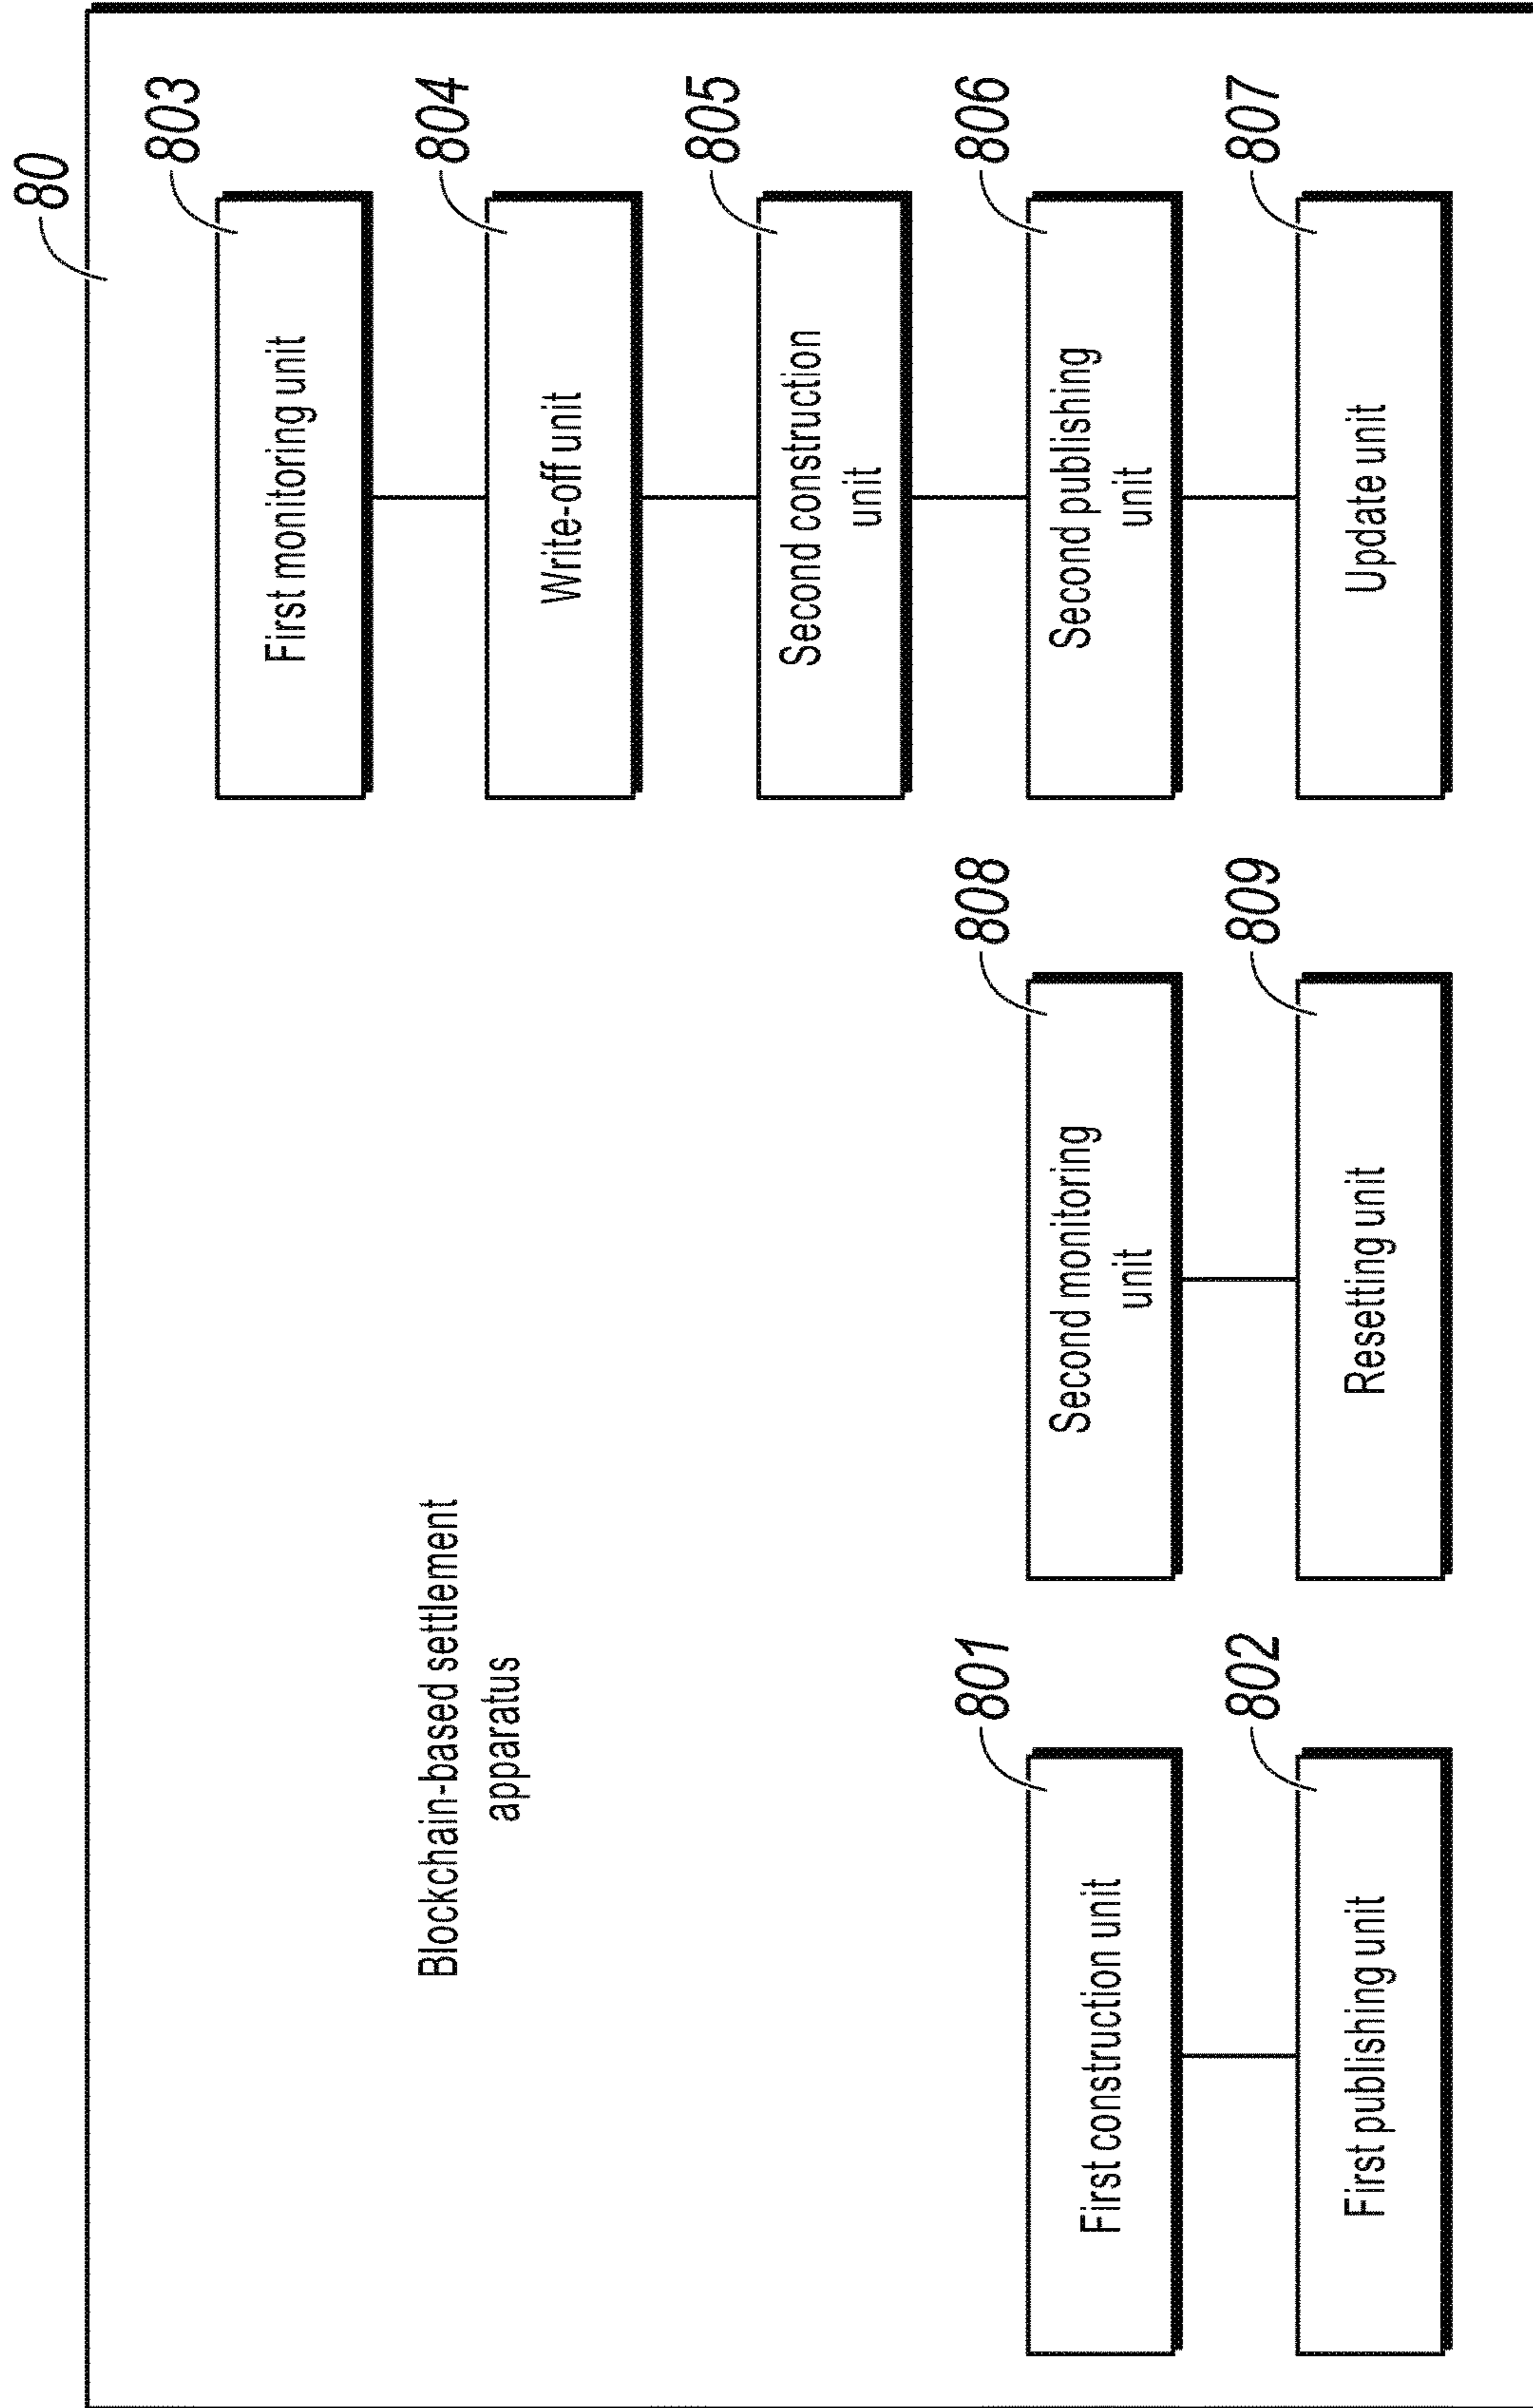 80
Blockchain-based settlement
apparatus
803
First monitoring unit
804
Write-off unit
805
Second construction
unit
801
First construction unit
808
Second monitoring
unit
806
Second publishing
unit
802
First publishing unit
809
Resetting unit
807
Update unit